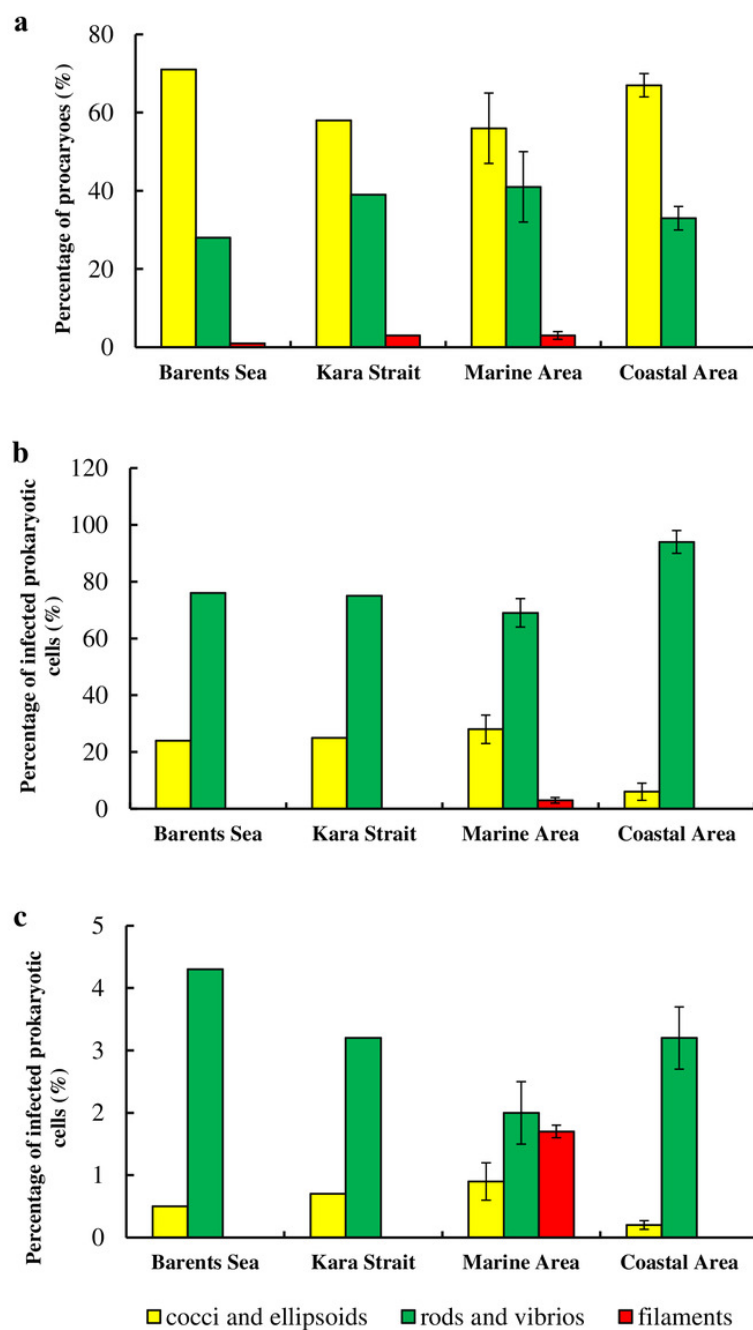 a
Percentage of procaryoes (%)
80
60
40
20
0
Barents Sea Kara Strait Marine Area Coastal Area
b
Percentage of infected prokaryotic
cells (%)
120
100
80
60
40
20
0
Barents Sea Kara Strait Marine Area Coastal Area
c
Percentage of infected prokaryotic
cells (%)
5
4
3
2
1
0
Barents Sea Kara Strait Marine Area Coastal Area
cocci and ellipsoids rods and vibrios filaments